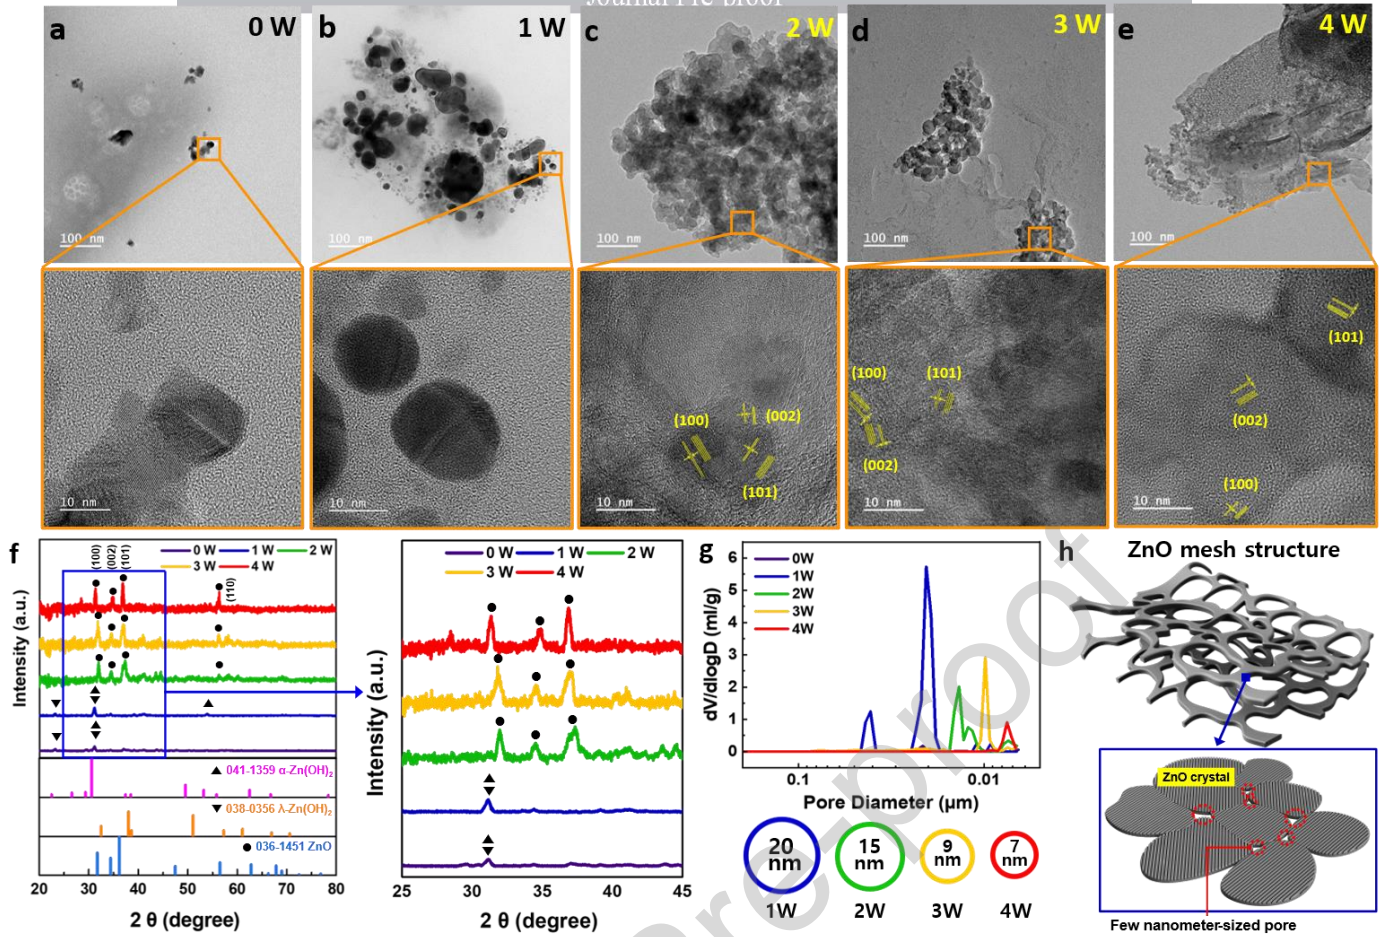 Journal Pre-proof
a 0 W
b 1 W
c 2 W
d 3 W
e 4 W
100 nm
100 nm
100 nm
100 nm
100 nm
10 nm
10 nm
(100)
(002)
(101)
10 nm
(100)
(101)
(002)
10 nm
(101)
(002)
(100)
10 nm
f
(100)
(002)
(101)
(110)
0 W 1 W 2 W
3 W 4 W
Intensity (a.u.)
▲ 041-1359 α-Zn(OH)2
▼ 038-0356 λ-Zn(OH)2
● 036-1451 ZnO
20 30 40 50 60 70 80
2 θ (degree)
0 W 1 W 2 W
3 W 4 W
Intensity (a.u.)
25 30 35 40 45
2 θ (degree)
g
0W
1W
2W
3W
4W
dV/dlogD (ml/g)
6
5
4
3
2
1
0
0.1 0.01
Pore Diameter (μm)
20 nm
15 nm
9 nm
7 nm
1W 2W 3W 4W
h ZnO mesh structure
ZnO crystal
Few nanometer-sized pore
Pre-proof